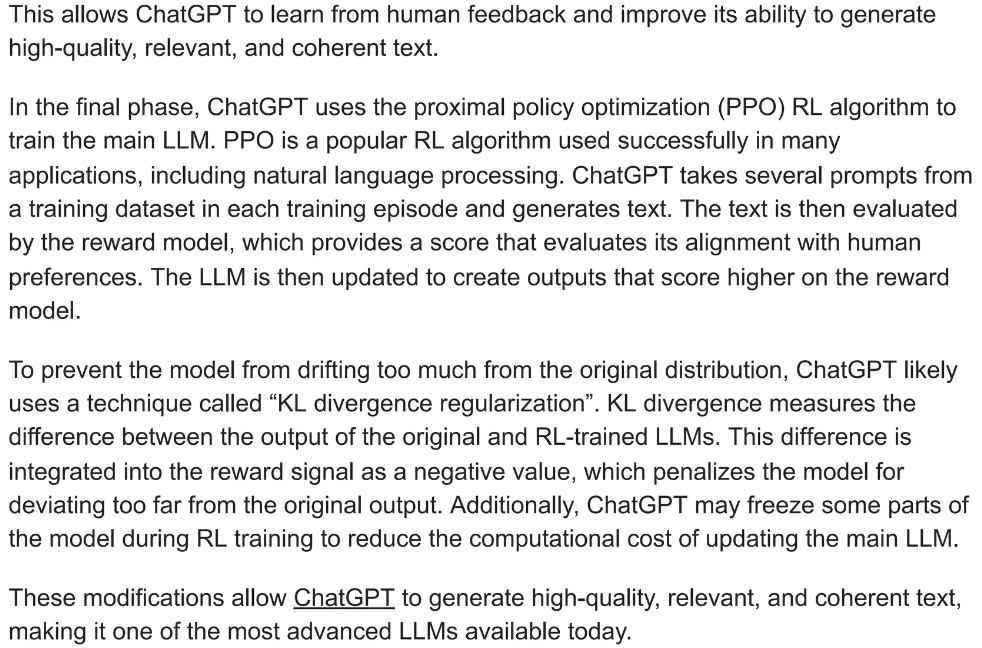 This allows ChatGPT to learn from human feedback and improve its ability to generate
high-quality, relevant, and coherent text.
In the final phase, ChatGPT uses the proximal policy optimization (PPO) RL algorithm to
train the main LLM. PPO is a popular RL algorithm used successfully in many
applications, including natural language processing. ChatGPT takes several prompts from
a training dataset in each training episode and generates text. The text is then evaluated
by the reward model, which provides a score that evaluates its alignment with human
preferences. The LLM is then updated to create outputs that score higher on the reward
model.
To prevent the model from drifting too much from the original distribution, ChatGPT likely
uses a technique called “KL divergence regularization”. KL divergence measures the
difference between the output of the original and RL-trained LLMs. This difference is
integrated into the reward signal as a negative value, which penalizes the model for
deviating too far from the original output. Additionally, ChatGPT may freeze some parts of
the model during RL training to reduce the computational cost of updating the main LLM.
These modifications allow ChatGPT to generate high-quality, relevant, and coherent text,
making it one of the most advanced LLMs available today.